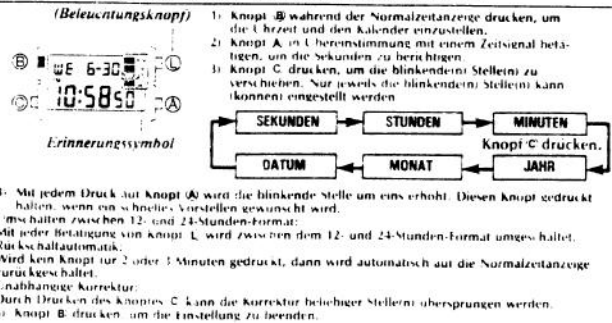 (Beleuchtungsknopf)
B
L
C
A
WE 6-30
10:58 50
Erinnerungssymbol
1) Knopf B während der Normalzeitanzeige drücken, um
die Uhrzeit und den Kalender einzustellen.
2) Knopf A in Übereinstimmung mit einem Zeitsignal betä-
tigen, um die Sekunden zu berichtigen.
3) Knopf C drücken, um die blinkende(n) Stelle(n) zu
verschieben. Nur jeweils die blinkende(n) Stelle(n) kann
(können) eingestellt werden
SEKUNDEN STUNDEN MINUTEN
Knopf C drücken.
DATUM MONAT JAHR
4) Mit jedem Druck auf Knopf A wird die blinkende Stelle um eins erhöht. Diesen Knopf gedrückt
halten, wenn ein schnelles Vorstellen gewünscht wird.
Umschalten zwischen 12- und 24-Stunden-Format:
Mit jeder Betätigung von Knopf L wird zwischen dem 12- und 24-Stunden-Format umgeschaltet.
Rückschaltautomatik:
Wird kein Knopf für 2 oder 3 Minuten gedrückt, dann wird automatisch auf die Normalzeitanzeige
zurückgeschaltet.
Unabhängige Korrektur:
Durch Drücken des Knopfes C kann die Korrektur beliebiger Stelle(n) übersprungen werden.
Knopf B drücken, um die Einstellung zu beenden.